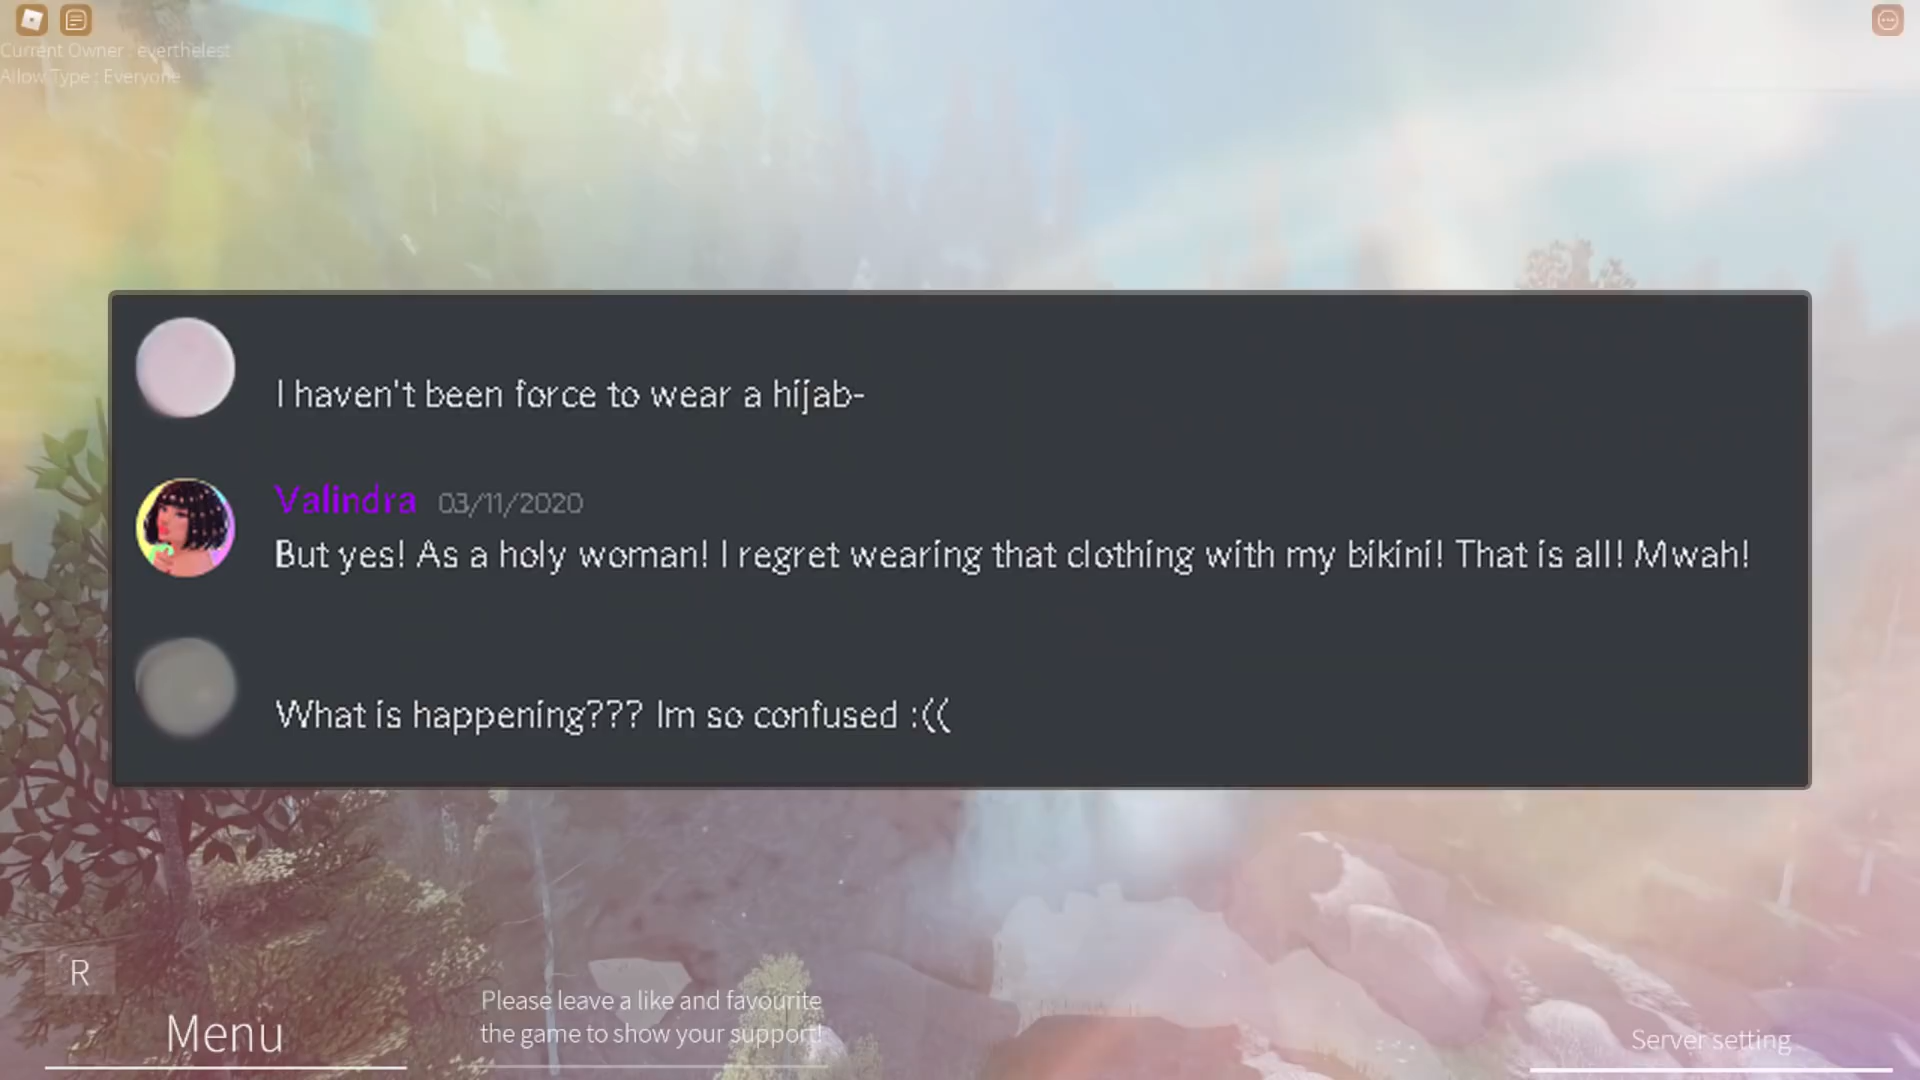 Current Owner : everthelest
Allow Type : Everyone
I haven't been force to wear a hijab-
Valindra 03/11/2020
But yes! As a holy woman! I regret wearing that clothing with my bikini! That is all! Mwah!
What is happening??? Im so confused :((
R
Menu
Please leave a like and favourite
the game to show your support!
Server setting